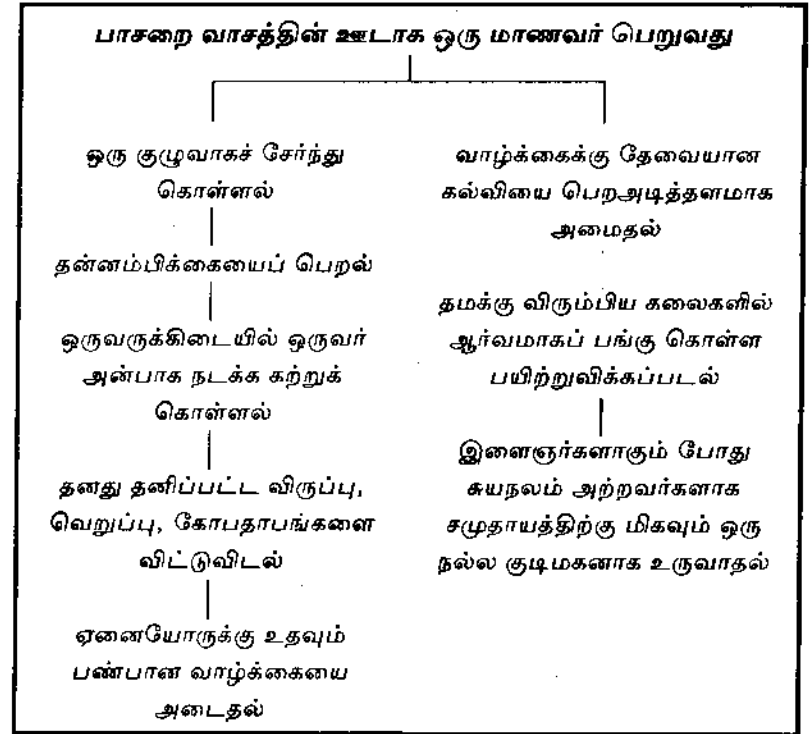 பாசறை வாசத்தின் ஊடாக ஒரு மாணவர் பெறுவது
ஒரு குழுவாகச் சேர்ந்து
கொள்ளல்
தன்னம்பிக்கையைப் பெறல்
ஒருவருக்கிடையில் ஒருவர்
அன்பாக நடக்க கற்றுக்
கொள்ளல்
தனது தனிப்பட்ட விருப்பு,
வெறுப்பு, கோபதாபங்களை
விட்டுவிடல்
ஏனையோருக்கு உதவும்
பண்பான வாழ்க்கையை
அடைதல்
வாழ்க்கைக்கு தேவையான
கல்வியை பெறஅடித்தளமாக
அமைதல்
தமக்கு விரும்பிய கலைகளில்
ஆர்வமாகப் பங்கு கொள்ள
பயிற்றுவிக்கப்படல்
இளைஞர்களாகும் போது
சுயநலம் அற்றவர்களாக
சமுதாயத்திற்கு மிகவும் ஒரு
நல்ல குடிமகனாக உருவாதல்